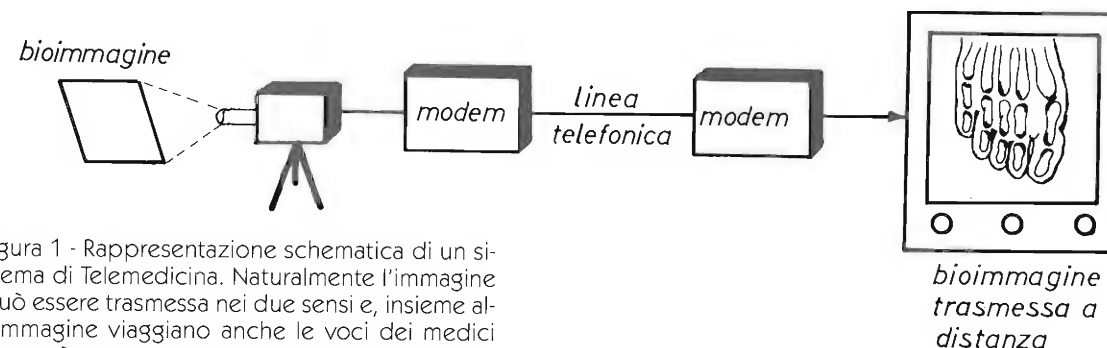 bioimmagine
modem
linea
telefonica
modem
bioimmagine
trasmessa a
distanza
gura 1 - Rappresentazione schematica di un si-
ema di Telemedicina. Naturalmente l'immagine
uò essere trasmessa nei due sensi e, insieme al-
mmagine viaggiano anche le voci dei medici